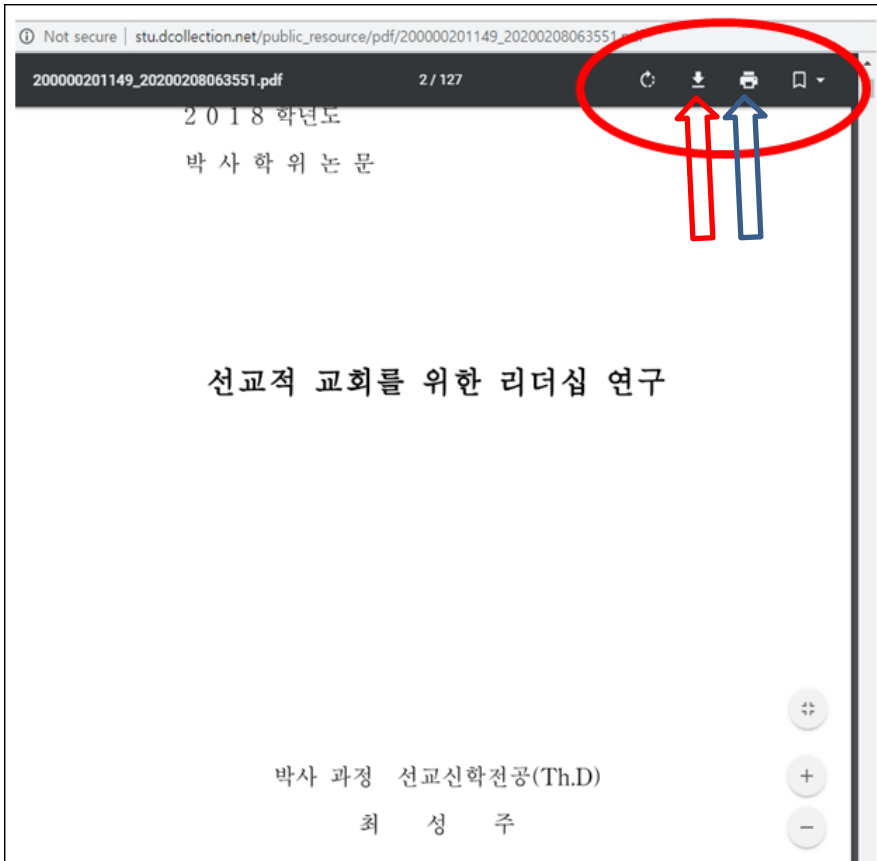 Not secure | stu.dcollection.net/public_resource/pdf/200000201149_20200208063551.pdf
200000201149_20200208063551.pdf 2 / 127
2 0 1 8 학년도
박 사 학 위 논 문
선교적 교회를 위한 리더십 연구
박사 과정 선교신학전공(Th.D)
최 성 주